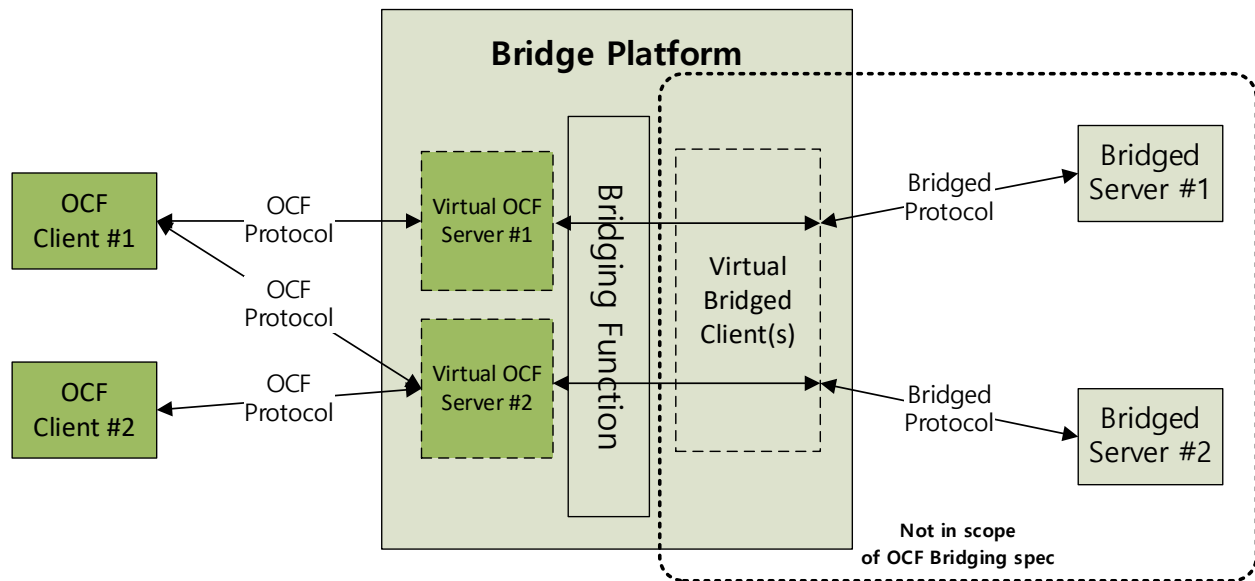 Bridge Platform
OCF
Client #1
OCF
Protocol
OCF
Protocol
OCF
Client #2
OCF
Protocol
Virtual OCF
Server #1
Virtual OCF
Server #2
Bridging Function
Virtual
Bridged
Client(s)
Bridged
Protocol
Bridged
Server #1
Bridged
Protocol
Bridged
Server #2
Not in scope
of OCF Bridging spec